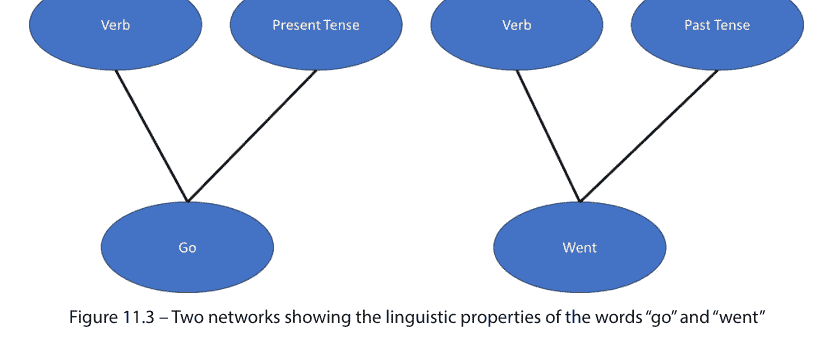 Verb
Present Tense
Verb
Past Tense
Go
Went
Figure 11.3 – Two networks showing the linguistic properties of the words “go” and “went”